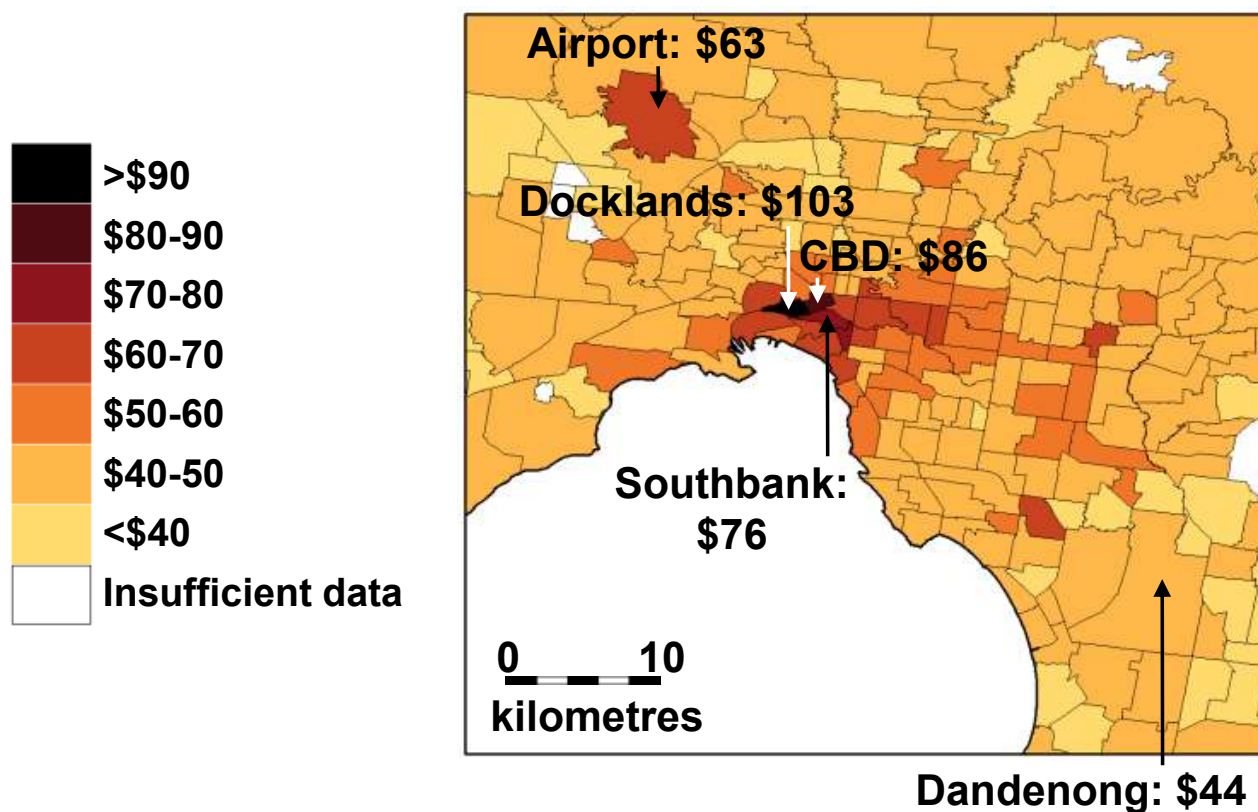 >$90
$80-90
$70-80
$60-70
$50-60
$40-50
<$40
Insufficient data
Airport: $63
Docklands: $103
CBD: $86
Southbank:
$76
0 10
kilometres
Dandenong: $44